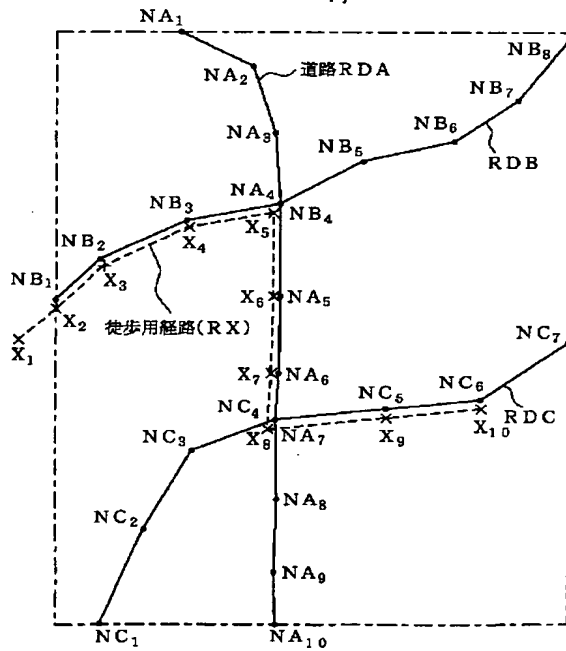 NA₁
NB₈
NA₂
道路RDA
NB₇
NA₃
NB₆
NB₅
RDB
NA₄
NB₃
NB₄
X₅
X₄
NB₂
X₃
NB₁
X₂
X₆
NA₅
徒歩用経路(RX)
X₁
NC₇
X₇
NA₆
NC₆
NC₅
NC₄
RDC
X₈
NA₇
X₉
X₁₀
NC₃
NA₈
NC₂
NA₉
NC₁
NA₁₀